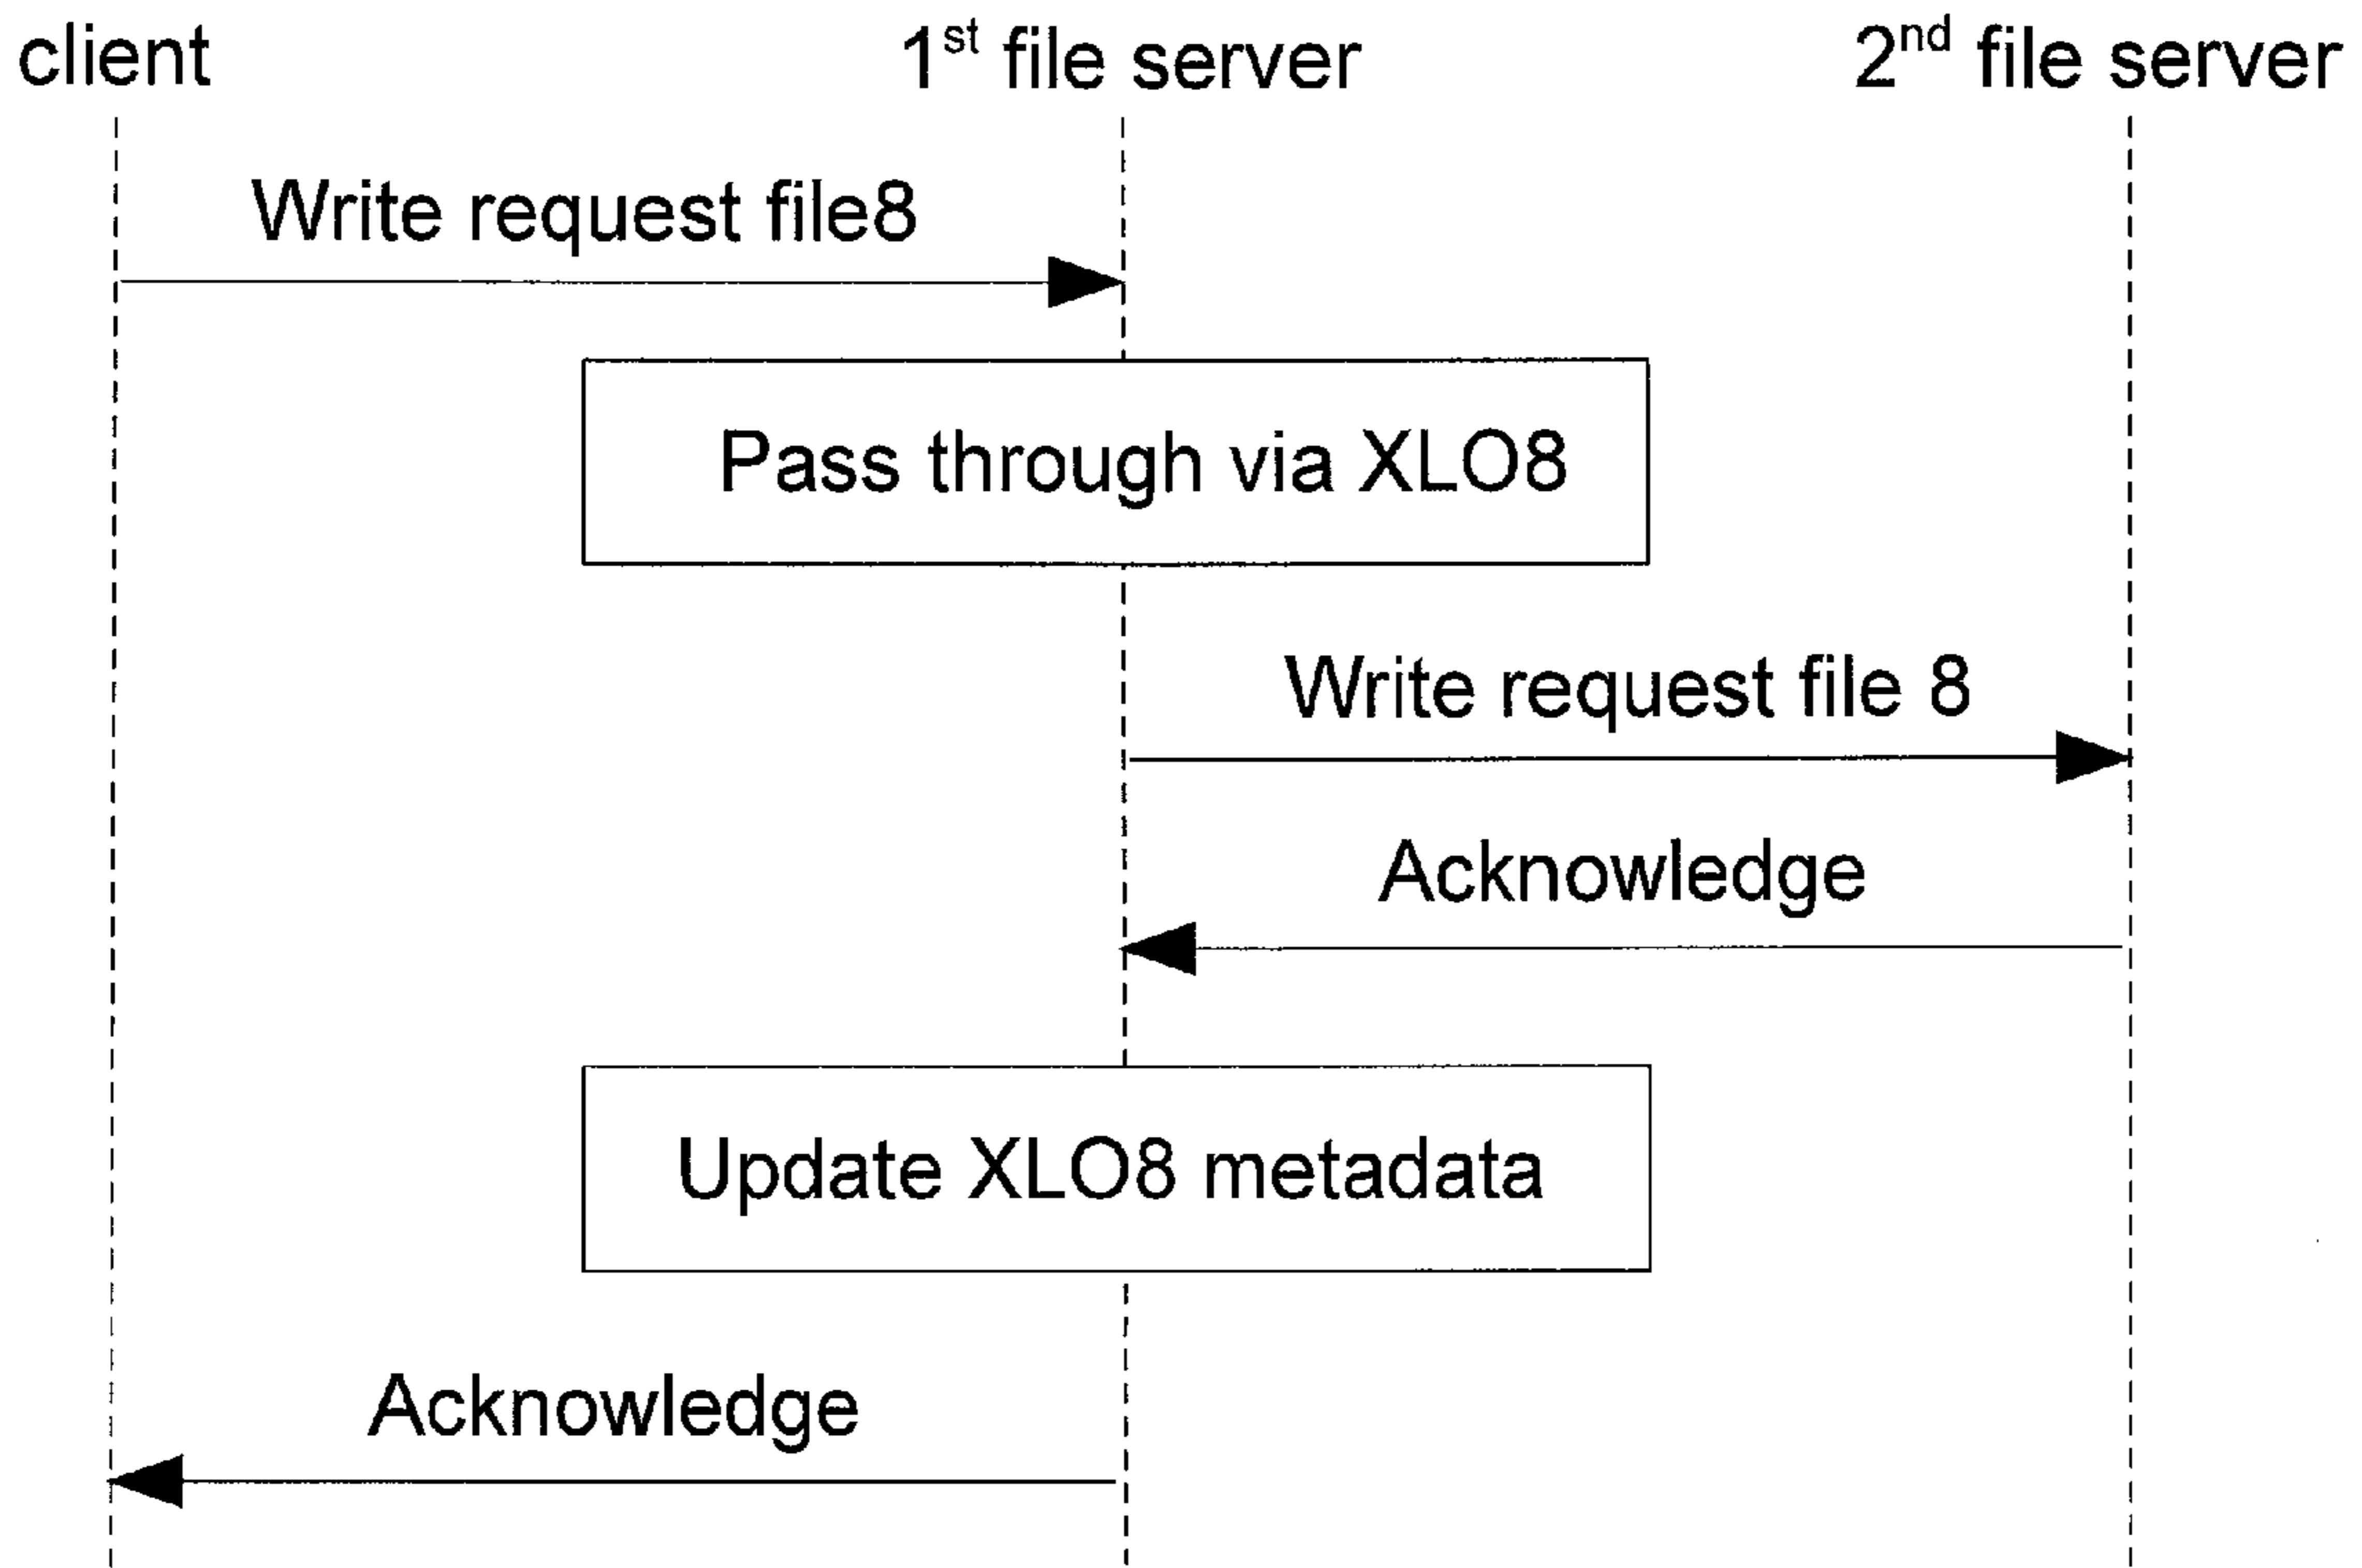 client
1st file server
2nd file server
Write request file8
Pass through via XLO8
Write request file 8
Acknowledge
Update XLO8 metadata
Acknowledge